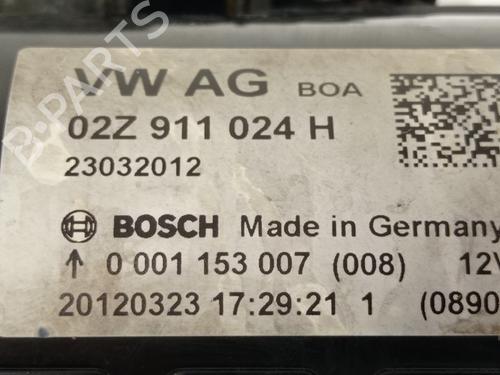 B-PARTS
VW AG BOA
02Z 911 024 H
23032012
BOSCH Made in Germany
↑ 0 001 153 007 (008) 12V
20120323 17:29:21 1 (0890